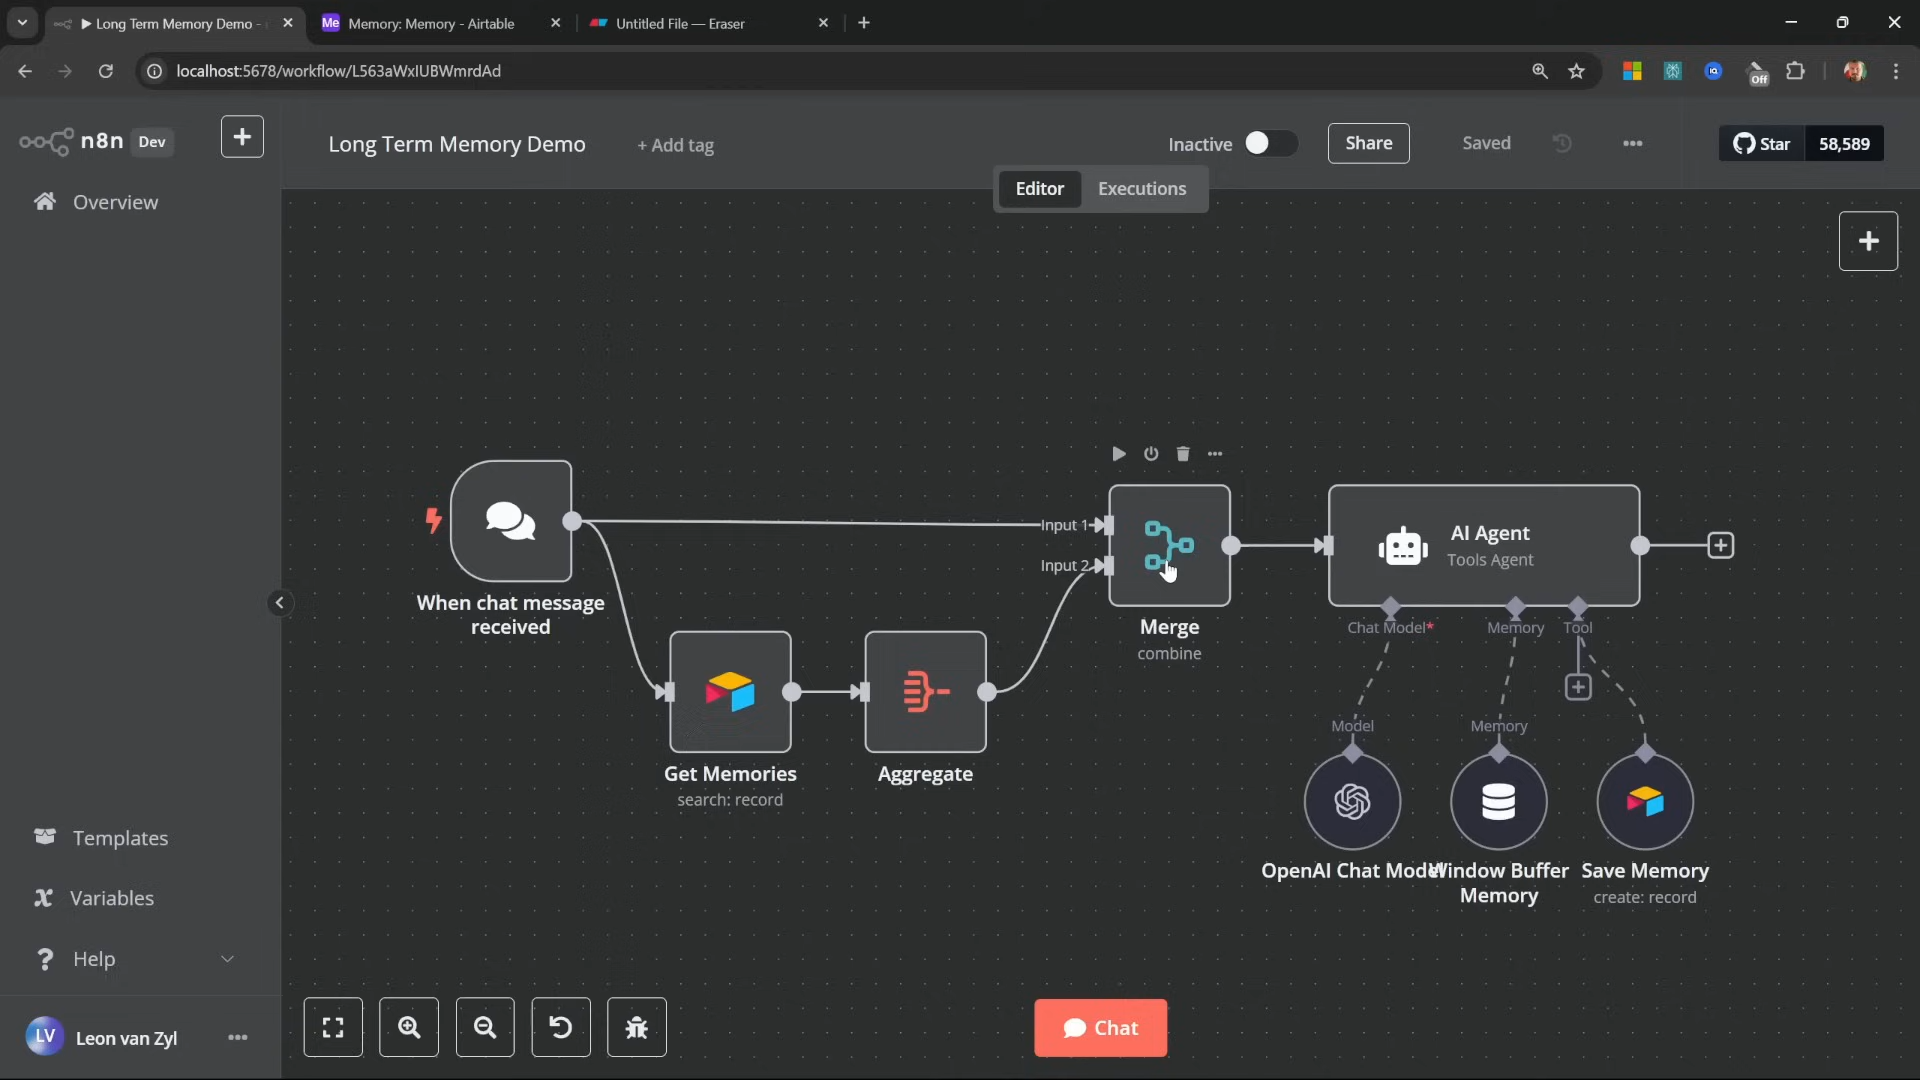 Long Term Memory Demo -
Memory: Memory - Airtable
Untitled File — Eraser
localhost:5678/workflow/L563aWxIUBWmrdAd
Off
n8n Dev
Long Term Memory Demo
+ Add tag
Inactive
Share
Saved
Star 58,589
Editor Executions
Overview
Input 1
Input 2
When chat message
received
Merge
combine
AI Agent
Tools Agent
Chat Model*
Memory
Tool
Get Memories
search: record
Aggregate
Model
Memory
OpenAI Chat Model
Window Buffer
Memory
Save Memory
create: record
Templates
Variables
Help
LV Leon van Zyl
Chat